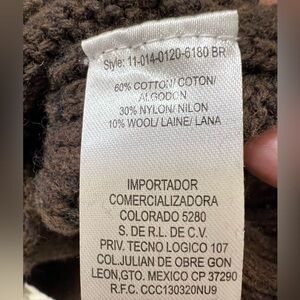 Style: 11-014-0120-6180 BR
60% COTTON/ COTON/
ALGODON
30% NYLON/ NILON
10% WOOL/ LAINE/ LANA
IMPORTADOR
COMERCIALIZADORA
COLORADO 5280
S. DE R.L. DE C.V.
PRIV. TECNO LOGICO 107
COL.JULIAN DE OBRE GON
LEON,GTO. MEXICO CP 37290
R.F.C. CCC130320NU9